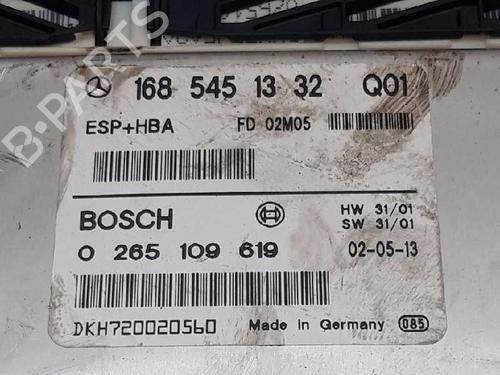 168 545 13 32 Q01
ESP+HBA FD 02M05
BOSCH HW 31/01
SW 31/01
0 265 109 619 02-05-13
DKH720020560 Made in Germany 085
B-PARTS